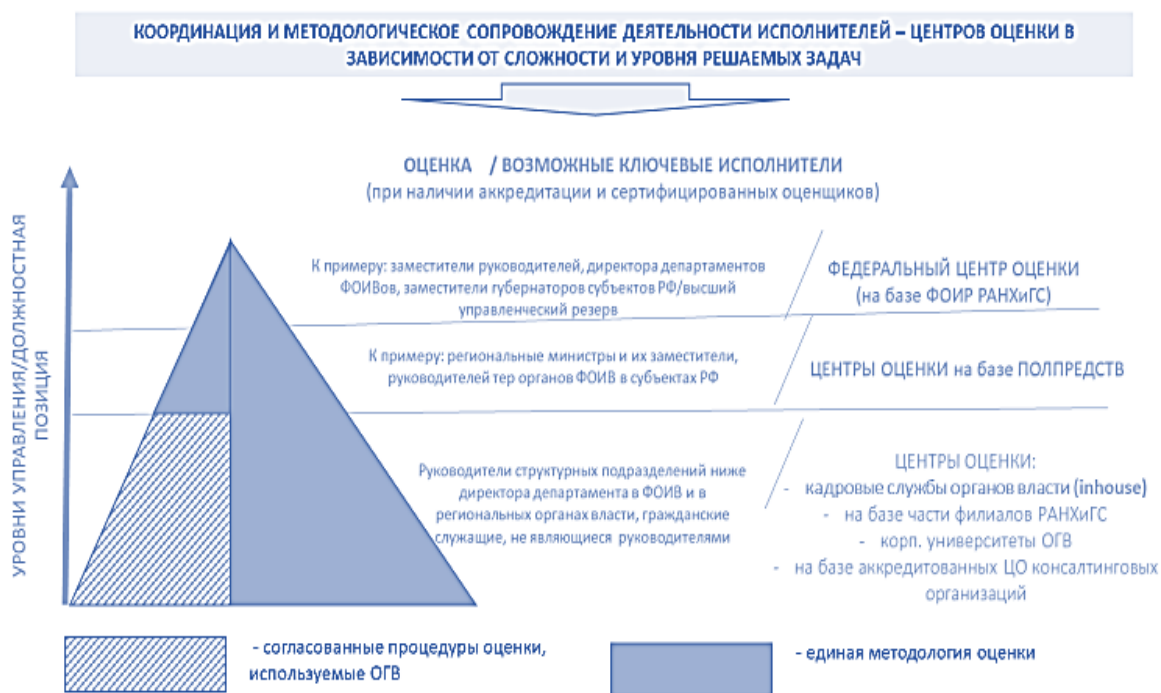 КООРДИНАЦИЯ И МЕТОДОЛОГИЧЕСКОЕ СОПРОВОЖДЕНИЕ ДЕЯТЕЛЬНОСТИ ИСПОЛНИТЕЛЕЙ – ЦЕНТРОВ ОЦЕНКИ В
ЗАВИСИМОСТИ ОТ СЛОЖНОСТИ И УРОВНЯ РЕШАЕМЫХ ЗАДАЧ
ОЦЕНКА / ВОЗМОЖНЫЕ КЛЮЧЕВЫЕ ИСПОЛНИТЕЛИ
(при наличии аккредитации и сертифицированных оценщиков)
УРОВНИ УПРАВЛЕНИЯ/ДОЛЖНОСТНАЯ
ПОЗИЦИЯ
К примеру: заместители руководителей, директора департаментов
ФОИВов, заместители губернаторов субъектов РФ/высший
управленческий резерв
ФЕДЕРАЛЬНЫЙ ЦЕНТР ОЦЕНКИ
(на базе ФОИР РАНХиГС)
К примеру: региональные министры и их заместители,
руководителей тер органов ФОИВ в субъектах РФ
ЦЕНТРЫ ОЦЕНКИ на базе ПОЛПРЕДСТВ
Руководители структурных подразделений ниже
директора департамента в ФОИВ и в
региональных органах власти, гражданские
служащие, не являющиеся руководителями
ЦЕНТРЫ ОЦЕНКИ:
- кадровые службы органов власти (inhouse)
- на базе части филиалов РАНХиГС
- корп. университеты ОГВ
- на базе аккредитованных ЦО консалтинговых
организаций
- согласованные процедуры оценки,
используемые ОГВ
- единая методология оценки